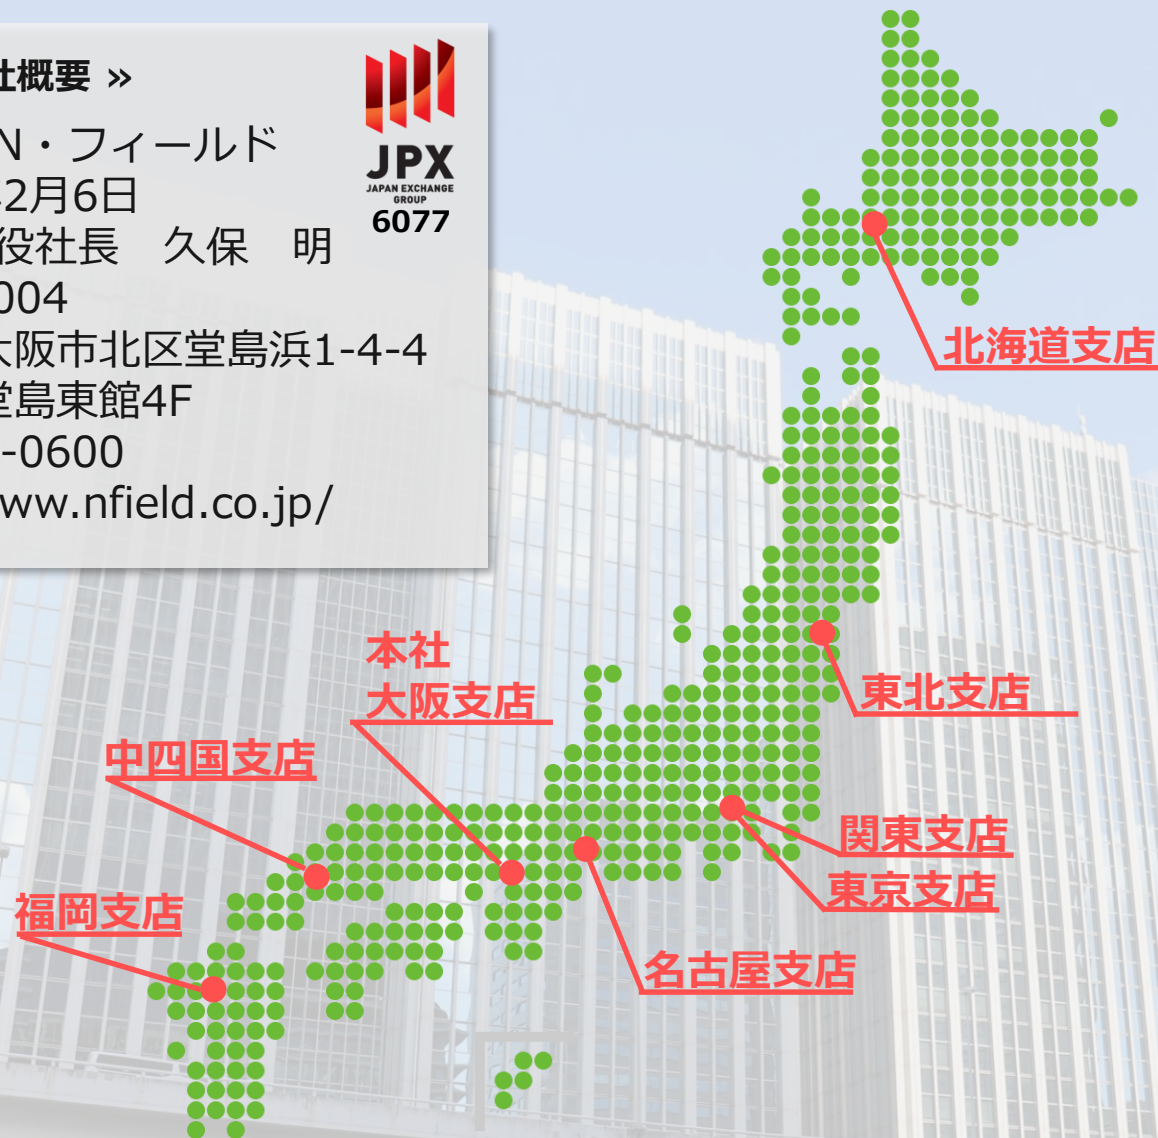 社概要 »
N・フィールド
2月6日
役社長　久保　明
004
大阪市北区堂島浜1-4-4
堂島東館4F
-0600
ww.nfield.co.jp/
JPX
JAPAN EXCHANGE
GROUP
6077
北海道支店
東北支店
本社
大阪支店
中四国支店
関東支店
東京支店
福岡支店
名古屋支店